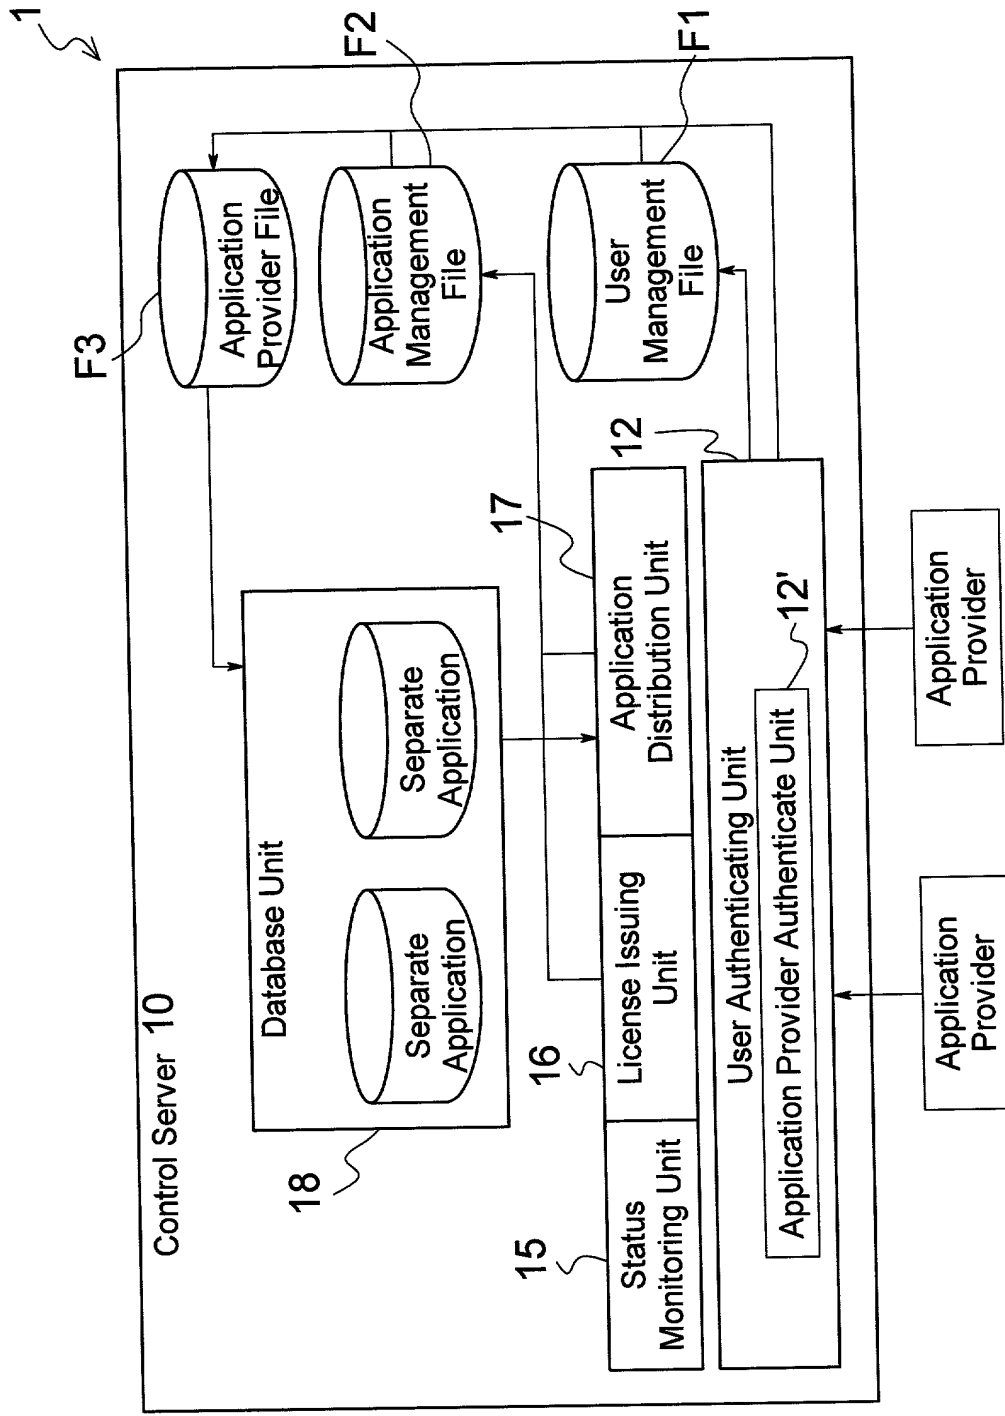 1
Control Server 10
F3
Application
Provider File
F2
Application
Management
File
F1
User
Management
File
Database Unit
18
Separate
Application
Separate
Application
15
Status
Monitoring Unit
16
License Issuing
Unit
17
Application
Distribution Unit
12
User Authenticating Unit
Application Provider Authenticate Unit
12'
Application
Provider
Application
Provider